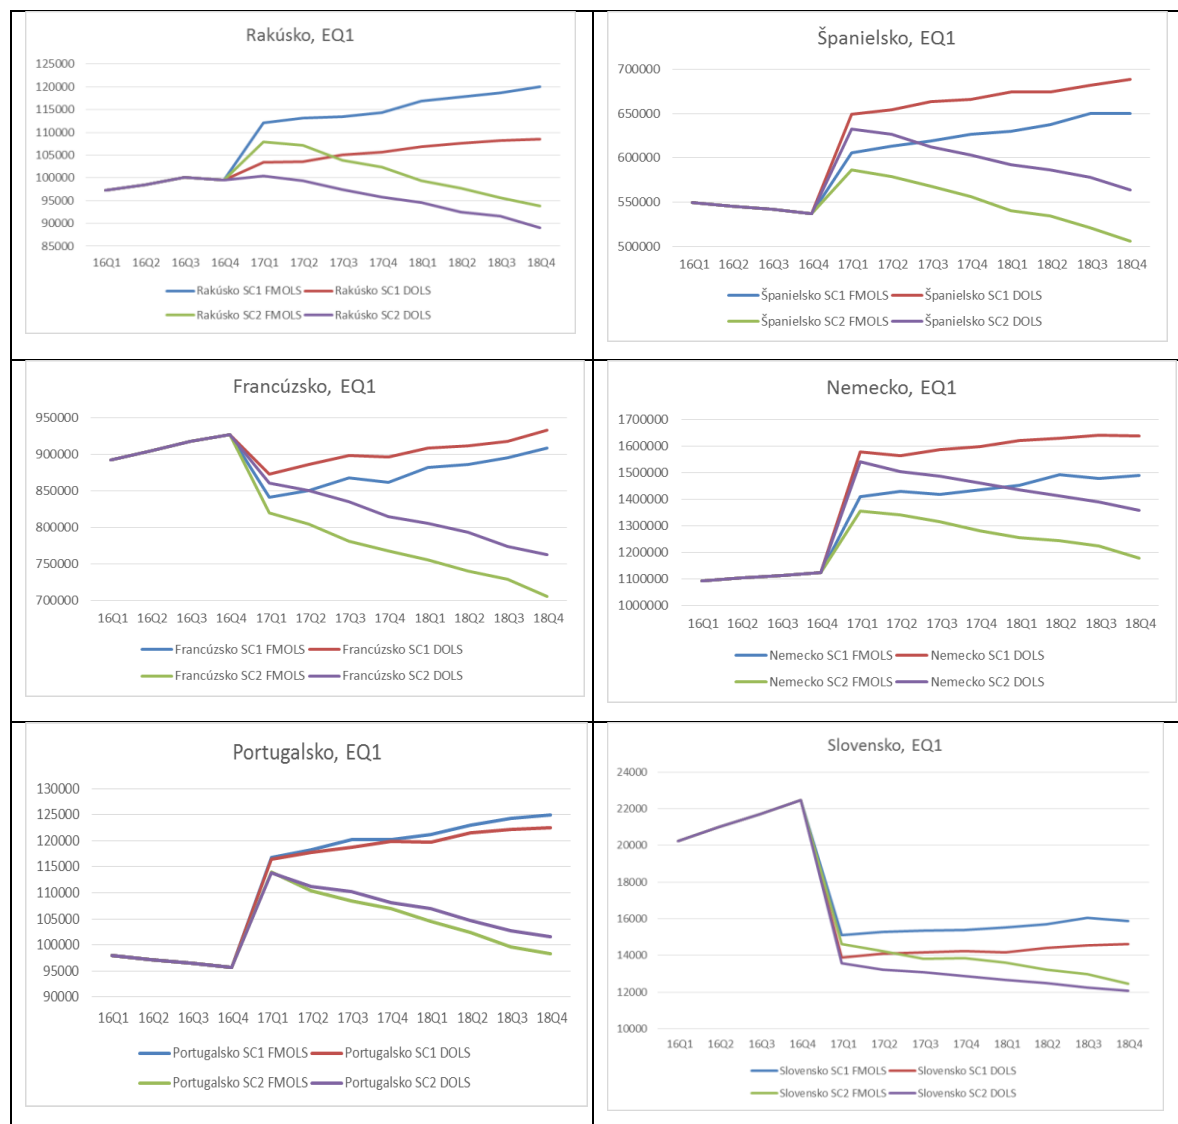 Rakúsko, EQ1
125000
120000
115000
110000
105000
100000
95000
90000
85000
16Q1 16Q2 16Q3 16Q4 17Q1 17Q2 17Q3 17Q4 18Q1 18Q2 18Q3 18Q4
Rakúsko SC1 FMOLS Rakúsko SC1 DOLS
Rakúsko SC2 FMOLS Rakúsko SC2 DOLS
Španielsko, EQ1
700000
650000
600000
550000
500000
16Q1 16Q2 16Q3 16Q4 17Q1 17Q2 17Q3 17Q4 18Q1 18Q2 18Q3 18Q4
Španielsko SC1 FMOLS Španielsko SC1 DOLS
Španielsko SC2 FMOLS Španielsko SC2 DOLS
Francúzsko, EQ1
950000
900000
850000
800000
750000
700000
16Q1 16Q2 16Q3 16Q4 17Q1 17Q2 17Q3 17Q4 18Q1 18Q2 18Q3 18Q4
Francúzsko SC1 FMOLS Francúzsko SC1 DOLS
Francúzsko SC2 FMOLS Francúzsko SC2 DOLS
Nemecko, EQ1
1700000
1600000
1500000
1400000
1300000
1200000
1100000
1000000
16Q1 16Q2 16Q3 16Q4 17Q1 17Q2 17Q3 17Q4 18Q1 18Q2 18Q3 18Q4
Nemecko SC1 FMOLS Nemecko SC1 DOLS
Nemecko SC2 FMOLS Nemecko SC2 DOLS
Portugalsko, EQ1
130000
125000
120000
115000
110000
105000
100000
95000
90000
16Q1 16Q2 16Q3 16Q4 17Q1 17Q2 17Q3 17Q4 18Q1 18Q2 18Q3 18Q4
Portugalsko SC1 FMOLS Portugalsko SC1 DOLS
Portugalsko SC2 FMOLS Portugalsko SC2 DOLS
Slovensko, EQ1
24000
22000
20000
18000
16000
14000
12000
10000
16Q1 16Q2 16Q3 16Q4 17Q1 17Q2 17Q3 17Q4 18Q1 18Q2 18Q3 18Q4
Slovensko SC1 FMOLS Slovensko SC1 DOLS
Slovensko SC2 FMOLS Slovensko SC2 DOLS